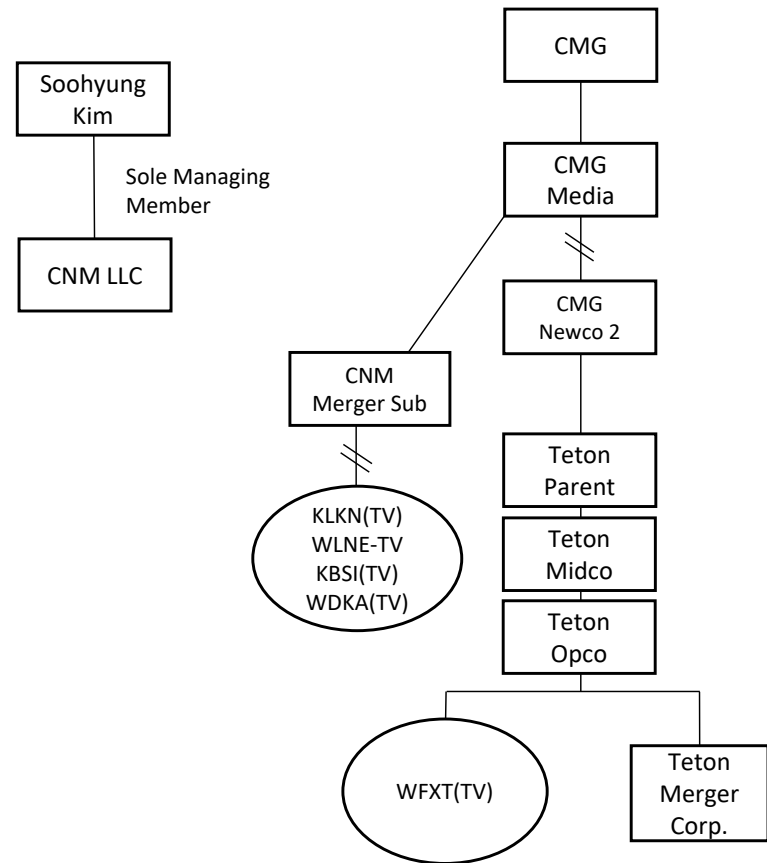 CMG
Soohyung
Kim
Sole Managing
Member
CNM LLC
CMG
Media
CMG
Newco 2
CNM
Merger Sub
KLKN(TV)
WLNE-TV
KBSI(TV)
WDKA(TV)
Teton
Parent
Teton
Midco
Teton
Opco
WFXT(TV)
Teton
Merger
Corp.